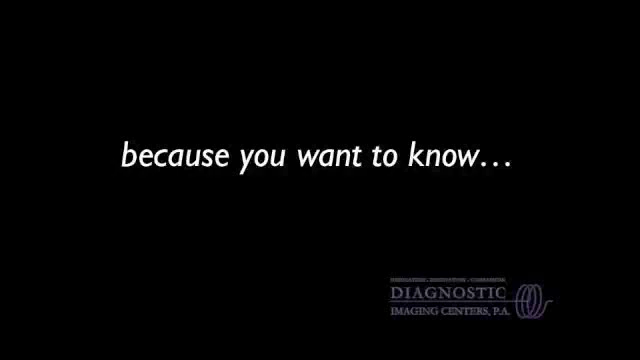 because you want to know…
DIAGNOSTIC
IMAGING CENTERS, P.A.